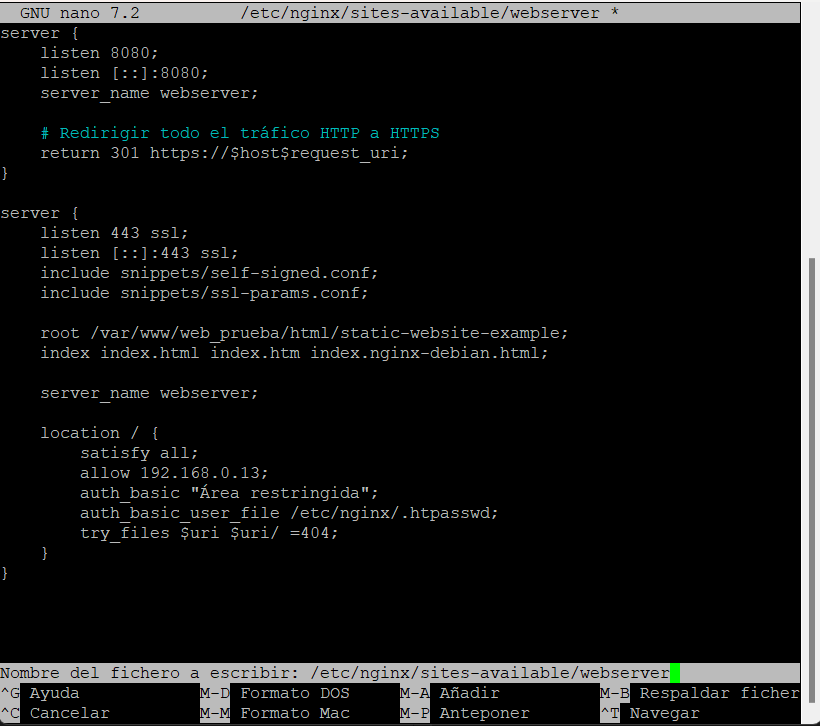 GNU nano 7.2 /etc/nginx/sites-available/webserver *
server {
    listen 8080;
    listen [::]:8080;
    server_name webserver;
    # Redirigir todo el tráfico HTTP a HTTPS
    return 301 https://$host$request_uri;
}
server {
    listen 443 ssl;
    listen [::]:443 ssl;
    include snippets/self-signed.conf;
    include snippets/ssl-params.conf;
    root /var/www/web_prueba/html/static-website-example;
    index index.html index.htm index.nginx-debian.html;
    server_name webserver;
    location / {
        satisfy all;
        allow 192.168.0.13;
        auth_basic "Área restringida";
        auth_basic_user_file /etc/nginx/.htpasswd;
        try_files $uri $uri/ =404;
    }
}
Nombre del fichero a escribir: /etc/nginx/sites-available/webserver
^G Ayuda M-D Formato DOS M-A Añadir M-B Respaldar ficher
^C Cancelar M-M Formato Mac M-P Anteponer ^T Navegar